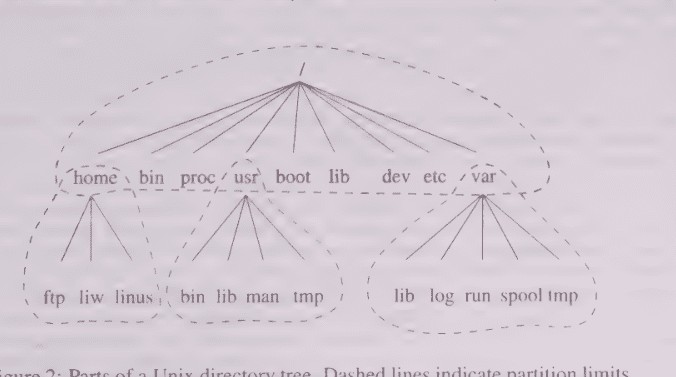 /
home bin proc usr boot lib dev etc var
ftp liw linus bin lib man tmp lib log run spool tmp
Figure 2: Parts of a Unix directory tree. Dashed lines indicate partition limits.